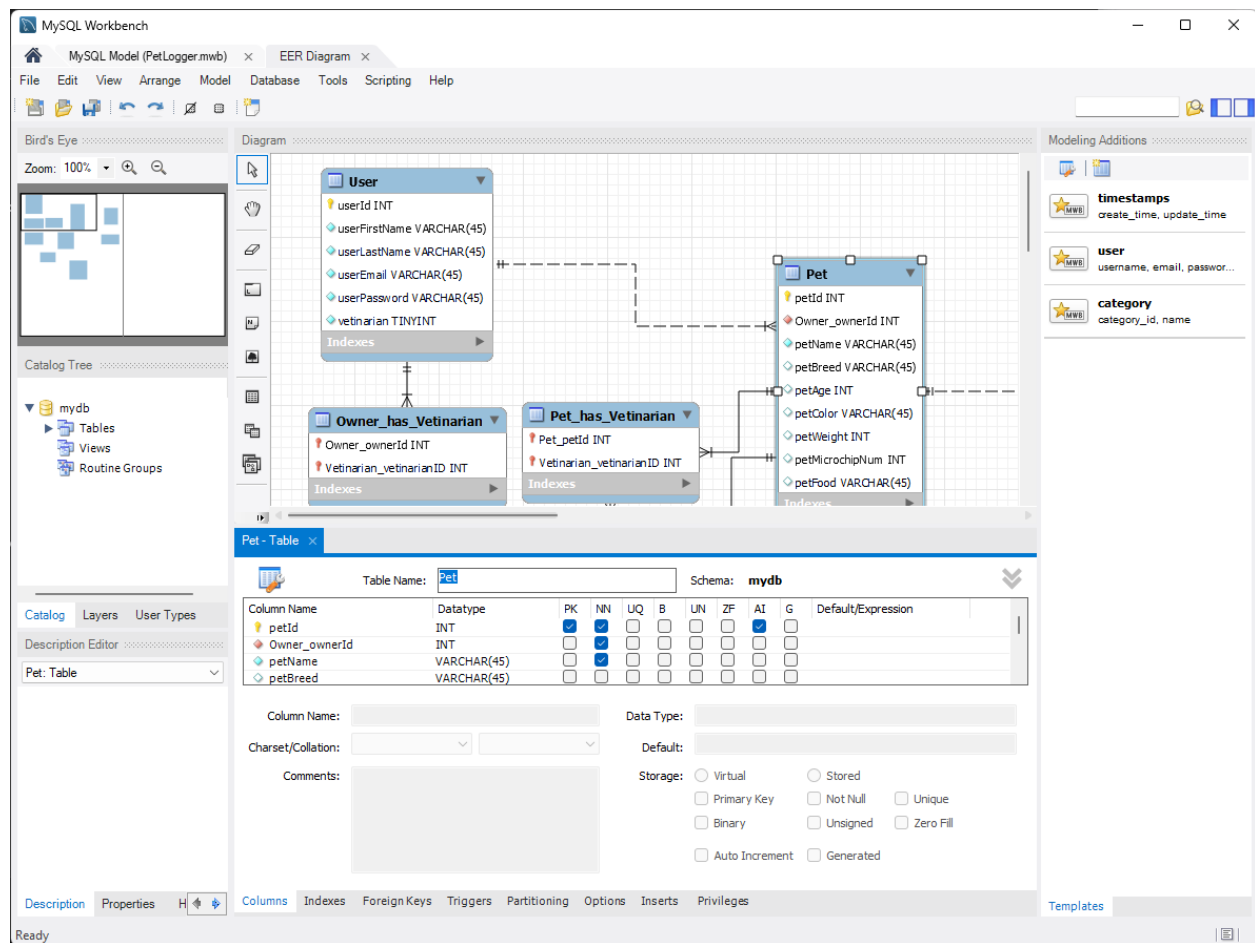 MySQL Workbench
MySQL Model (PetLogger.mwb)
EER Diagram
File Edit View Arrange Model Database Tools Scripting Help
Bird's Eye
Zoom: 100%
Catalog Tree
mydb
Tables
Views
Routine Groups
Catalog Layers User Types
Description Editor
Pet: Table
Description Properties H
Diagram
User
userId INT
userFirstName VARCHAR(45)
userLastName VARCHAR(45)
userEmail VARCHAR(45)
userPassword VARCHAR(45)
vetinarian TINYINT
Indexes
Owner_has_Vetinarian
Owner_ownerId INT
Vetinarian_vetinarianID INT
Indexes
Pet_has_Vetinarian
Pet_petId INT
Vetinarian_vetinarianID INT
Indexes
Pet
petId INT
Owner_ownerId INT
petName VARCHAR(45)
petBreed VARCHAR(45)
petAge INT
petColor VARCHAR(45)
petWeight INT
petMicrochipNum INT
petFood VARCHAR(45)
Indexes
Pet - Table
Table Name: Pet Schema: mydb
Column Name Datatype PK NN UQ B UN ZF AI G Default/Expression
petId INT
Owner_ownerId INT
petName VARCHAR(45)
petBreed VARCHAR(45)
Column Name: Data Type:
Charset/Collation: Default:
Comments: Storage: Virtual Stored
Primary Key Not Null Unique
Binary Unsigned Zero Fill
Auto Increment Generated
Columns Indexes Foreign Keys Triggers Partitioning Options Inserts Privileges
Modeling Additions
MWB
timestamps
create_time, update_time
MWB
user
username, email, passwor...
MWB
category
category_id, name
Templates
Ready